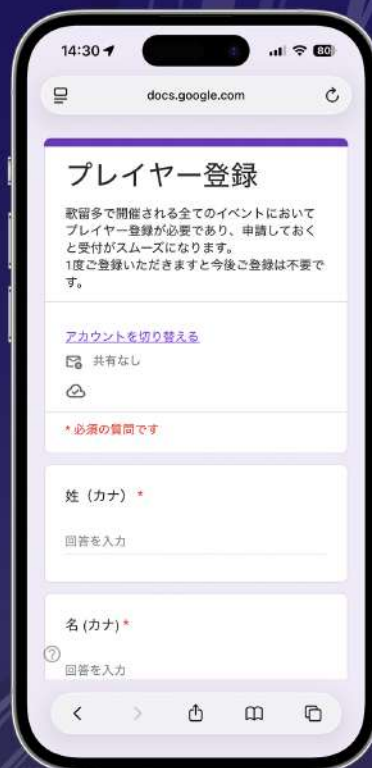 14:30
80
docs.google.com
プレイヤー登録
歌留多で開催される全てのイベントにおいて
プレイヤー登録が必要であり、申請しておく
と受付がスムーズになります。
1度ご登録いただきますと今後ご登録は不要で
す。
アカウントを切り替える
共有なし
* 必須の質問です
姓（カナ） *
回答を入力
名 (カナ) *
回答を入力